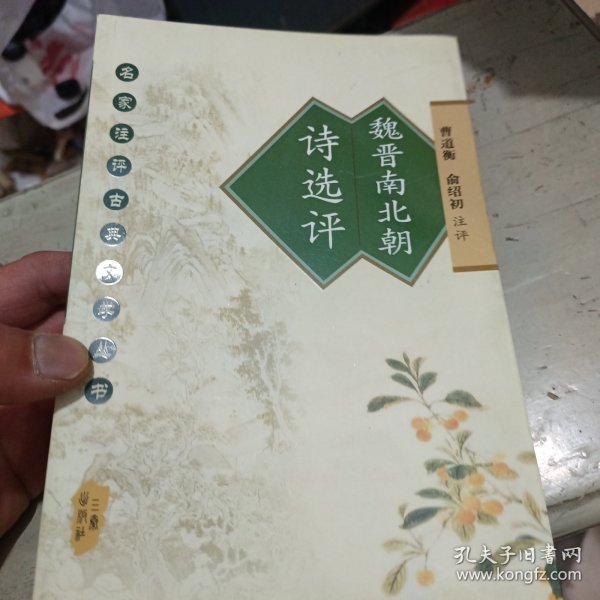 名家注评古典文学丛书
魏晋南北朝
诗选评
曹道衡 俞绍初 注评
三秦
出版社
孔夫子旧书网
www.kongfz.com